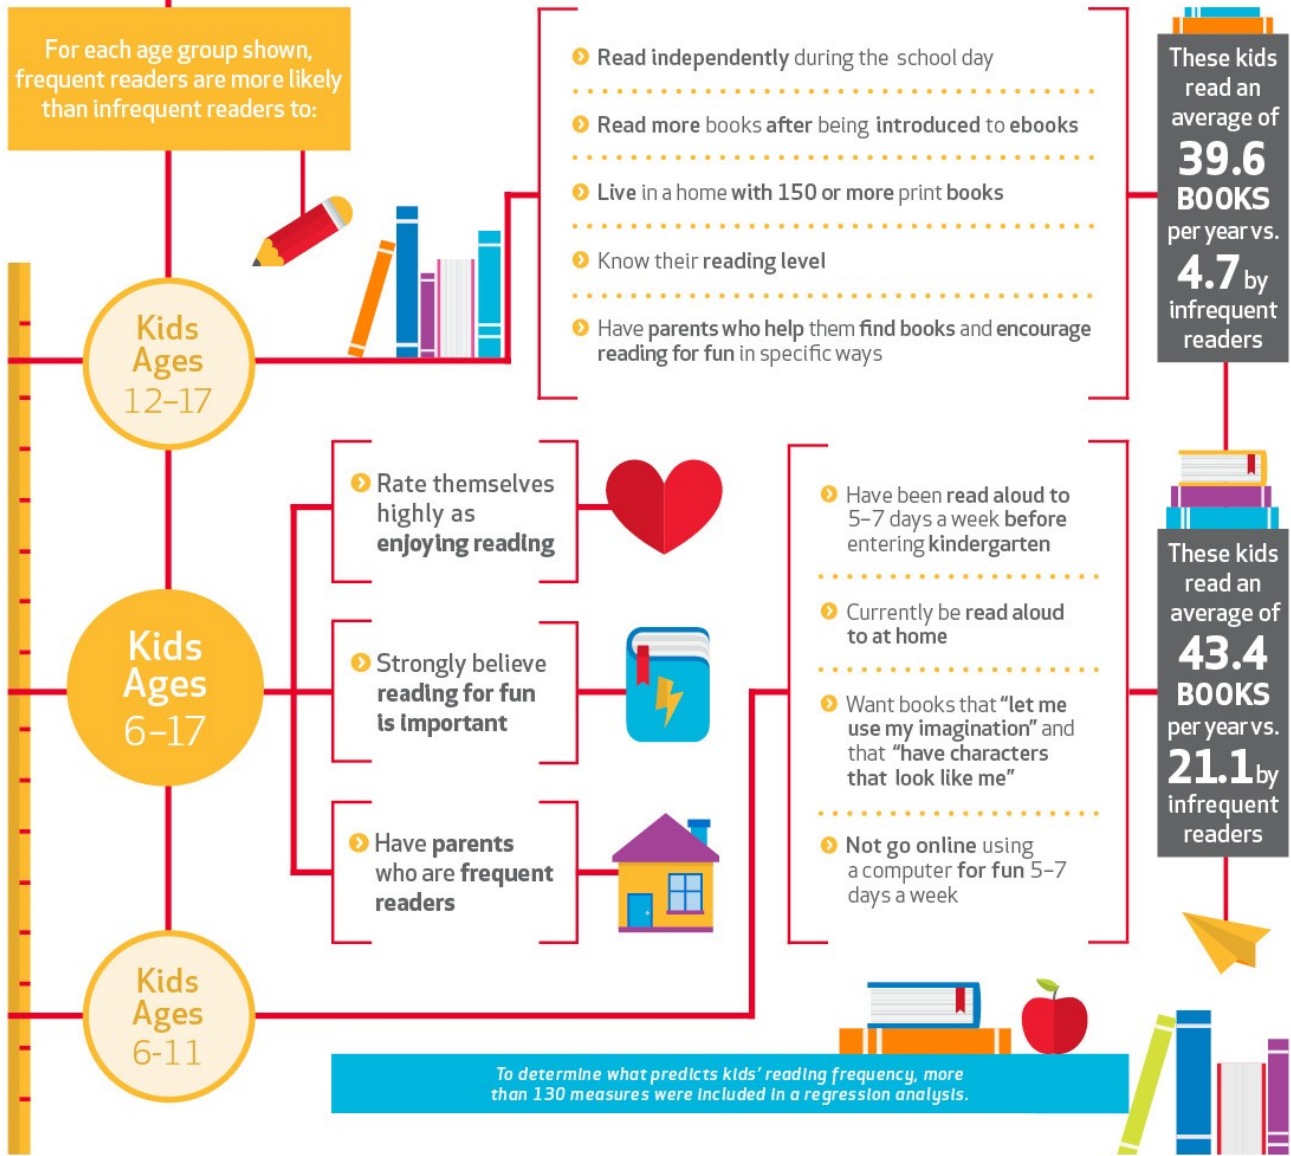 For each age group shown,
frequent readers are more likely
than infrequent readers to:
Kids
Ages
12–17
Read independently during the school day
Read more books after being introduced to ebooks
Live in a home with 150 or more print books
Know their reading level
Have parents who help them find books and encourage
reading for fun in specific ways
These kids
read an
average of
39.6
BOOKS
per year vs.
4.7 by
infrequent
readers
Kids
Ages
6–17
Rate themselves
highly as
enjoying reading
Strongly believe
reading for fun
is important
Have parents
who are frequent
readers
Kids
Ages
6-11
Have been read aloud to
5–7 days a week before
entering kindergarten
Currently be read aloud
to at home
Want books that “let me
use my imagination” and
that “have characters
that look like me”
Not go online using
a computer for fun 5–7
days a week
These kids
read an
average of
43.4
BOOKS
per year vs.
21.1 by
infrequent
readers
To determine what predicts kids’ reading frequency, more
than 130 measures were included in a regression analysis.